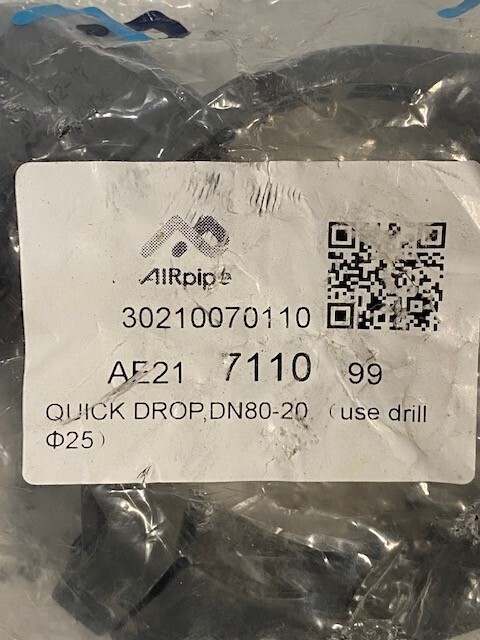 AIRpipe
30210070110
AE21 7110 99
QUICK DROP,DN80-20 （use drill
Φ25）